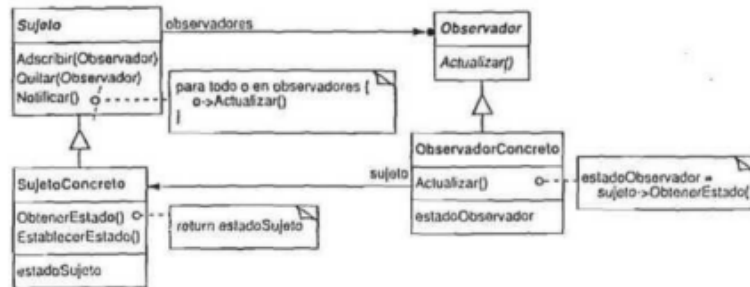 Sujeto
Adscribir(Observador)
Quitar(Observador)
Notificar()
observadores
para todo o en observadores {
o->Actualizar()
}
Observador
Actualizar()
SujetoConcreto
ObtenerEstado()
EstablecerEstado()
estadoSujeto
return estadoSujeto
sujeto
ObservadorConcreto
Actualizar()
estadoObservador
estadoObservador =
sujeto->ObtenerEstado()